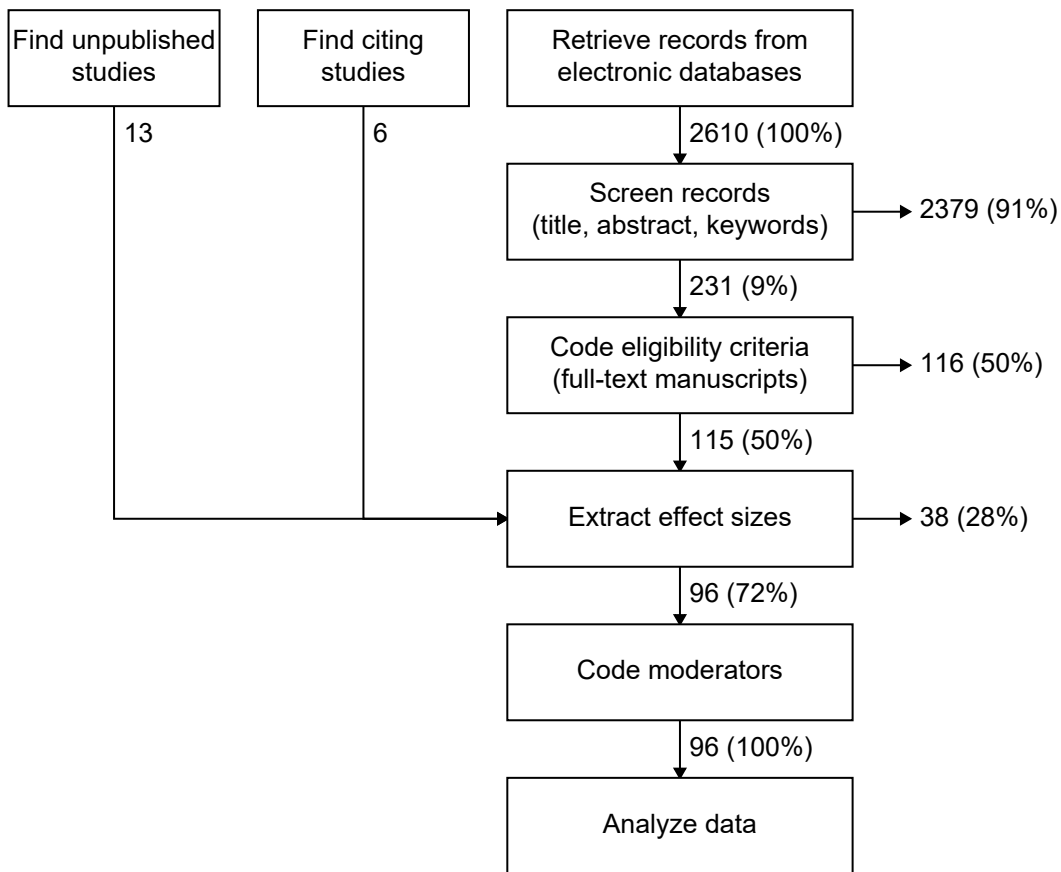 Find unpublished
studies
Find citing
studies
Retrieve records from
electronic databases
13
6
2610 (100%)
Screen records
(title, abstract, keywords)
2379 (91%)
231 (9%)
Code eligibility criteria
(full-text manuscripts)
116 (50%)
115 (50%)
Extract effect sizes
38 (28%)
96 (72%)
Code moderators
96 (100%)
Analyze data